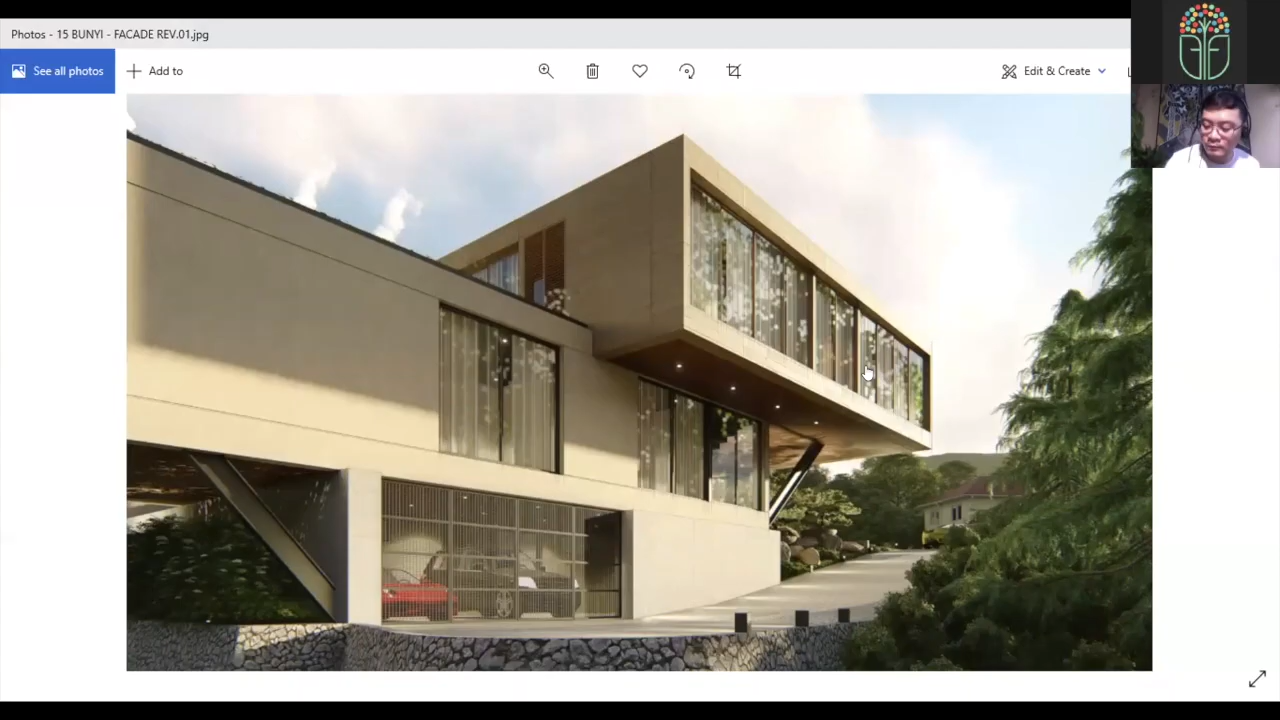 Photos - 15 BUNYI - FACADE REV.01.jpg
See all photos
Add to
Edit & Create